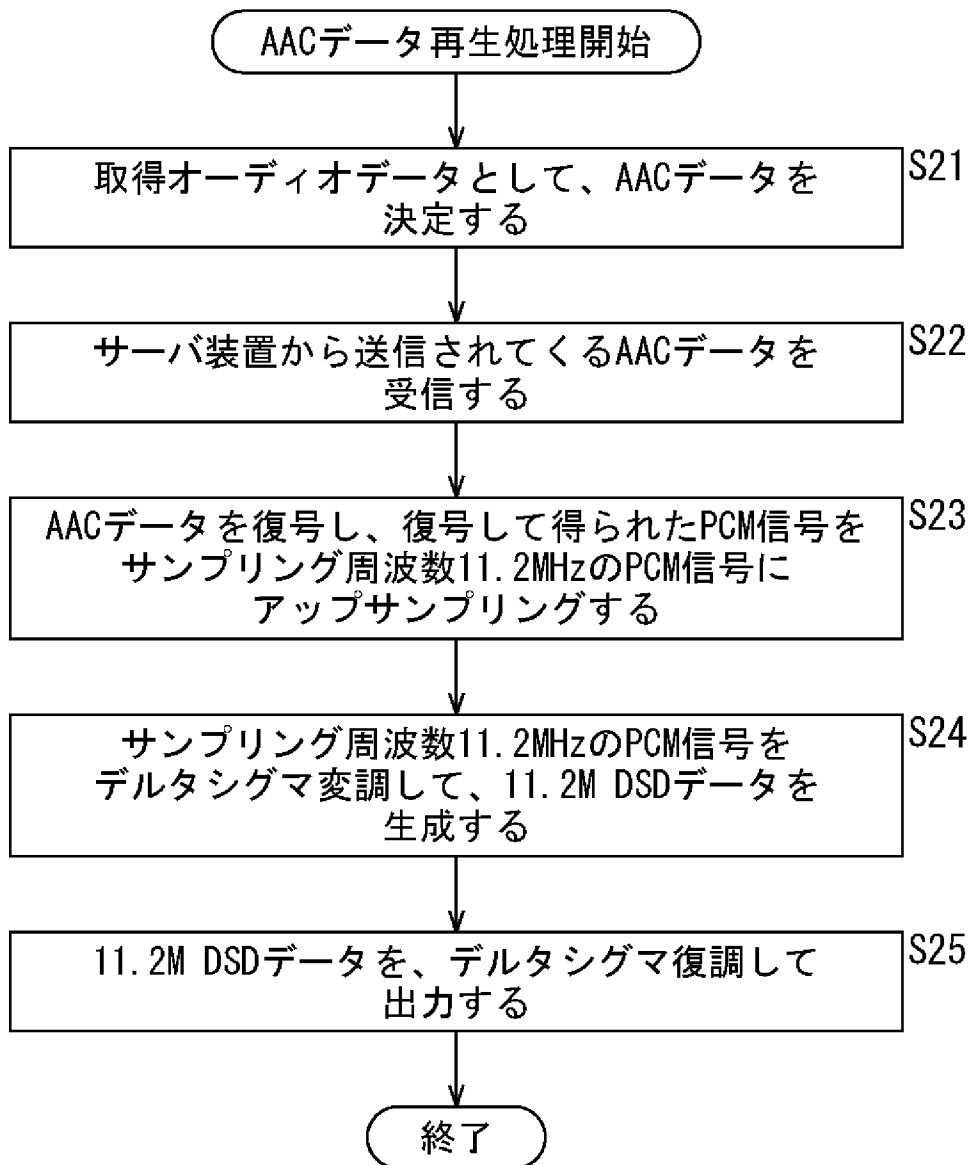 AACデータ再生処理開始
S21
取得オーディオデータとして、AACデータを
決定する
S22
サーバ装置から送信されてくるAACデータを
受信する
S23
AACデータを復号し、復号して得られたPCM信号を
サンプリング周波数11.2MHzのPCM信号に
アップサンプリングする
S24
サンプリング周波数11.2MHzのPCM信号を
デルタシグマ変調して、11.2M DSDデータを
生成する
S25
11.2M DSDデータを、デルタシグマ復調して
出力する
終了